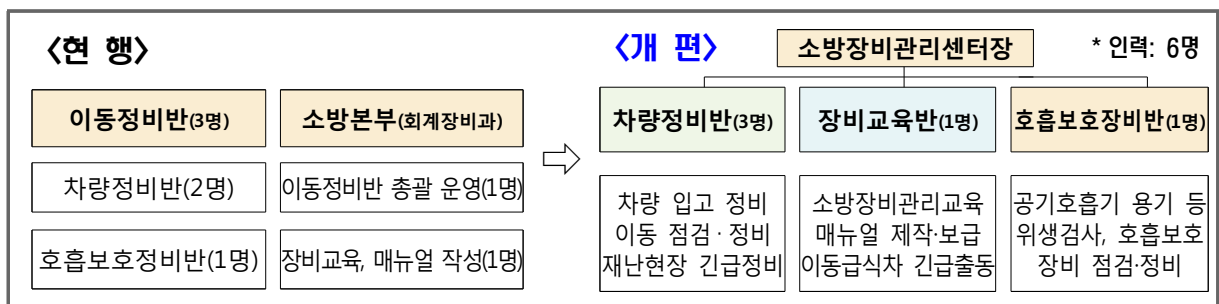 <현 행>
이동정비반(3명)
소방본부(회계장비과)
차량정비반(2명)
이동정비반 총괄 운영(1명)
호흡보호정비반(1명)
장비교육, 매뉴얼 작성(1명)
<개 편>
소방장비관리센터장
* 인력: 6명
차량정비반(3명)
장비교육반(1명)
호흡보호장비반(1명)
차량 입고 정비
이동 점검·정비
재난현장 긴급정비
소방장비관리교육
매뉴얼 제작·보급
이동급식차 긴급출동
공기호흡기 용기 등
위생검사, 호흡보호
장비 점검·정비